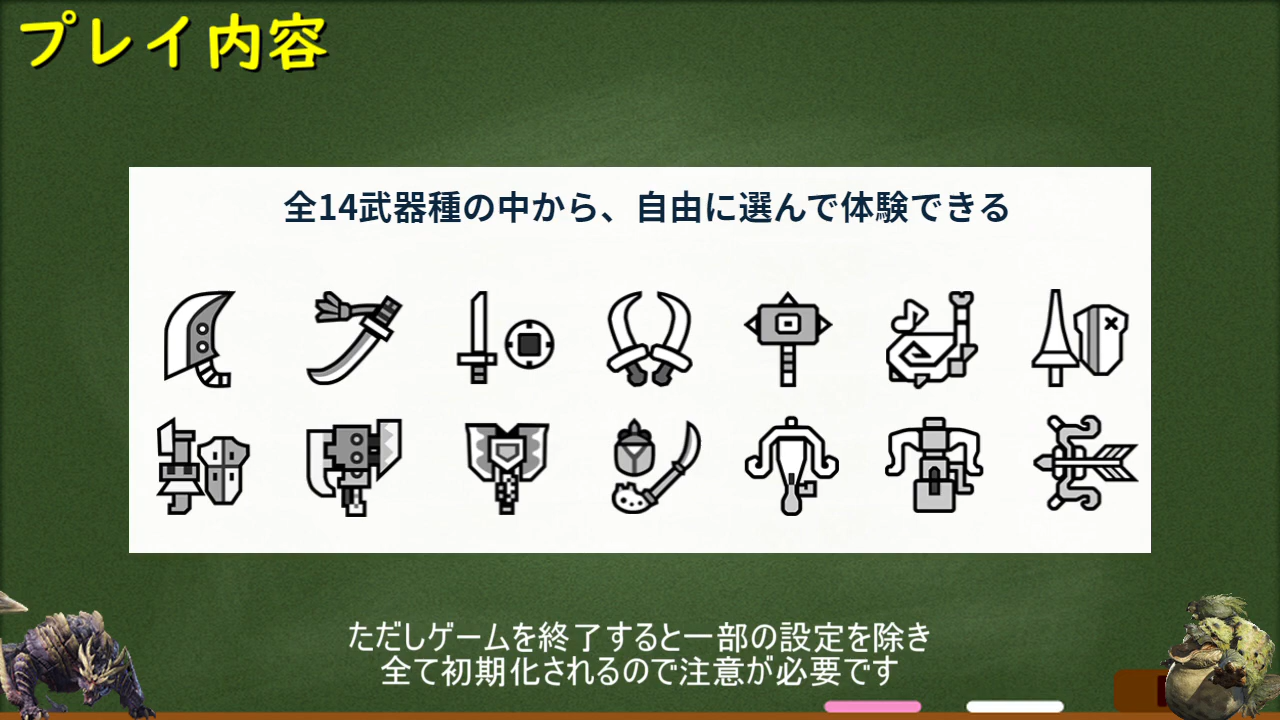 プレイ内容
全14武器種の中から、自由に選んで体験できる
ただしゲームを終了すると一部の設定を除き
全て初期化されるので注意が必要です